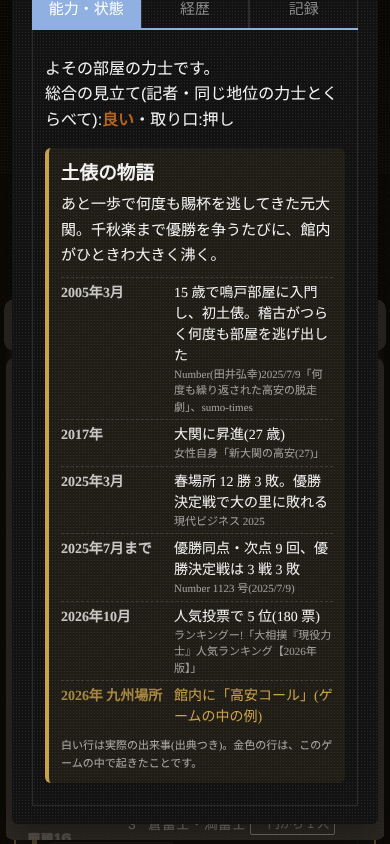 能力・状態 経歴 記録
よその部屋の力士です。
総合の見立て(記者・同じ地位の力士とく
らべて):良い・取り口:押し
土俵の物語
あと一歩で何度も賜杯を逃してきた元大
関。千秋楽まで優勝を争うたびに、館内
がひときわ大きく沸く。
2005年3月 15 歳で鳴戸部屋に入門
し、初土俵。稽古がつら
く何度も部屋を逃げ出し
た
Number(田井弘幸)2025/7/9「何
度も繰り返された高安の脱走
劇」、sumo-times
2017年 大関に昇進(27 歳)
女性自身「新大関の高安(27)」
2025年3月 春場所 12 勝 3 敗。優勝
決定戦で大の里に敗れる
現代ビジネス 2025
2025年7月まで 優勝同点・次点 9 回、優
勝決定戦は 3 戦 3 敗
Number 1123 号(2025/7/9)
2026年10月 人気投票で 5 位(180 票)
ランキングー!「大相撲『現役力
士』人気ランキング【2026年
版】」
2026年 九州場所 館内に「高安コール」(ゲ
ームの中の例)
白い行は実際の出来事(出典つき)。金色の行は、このゲ
ームの中で起きたことです。